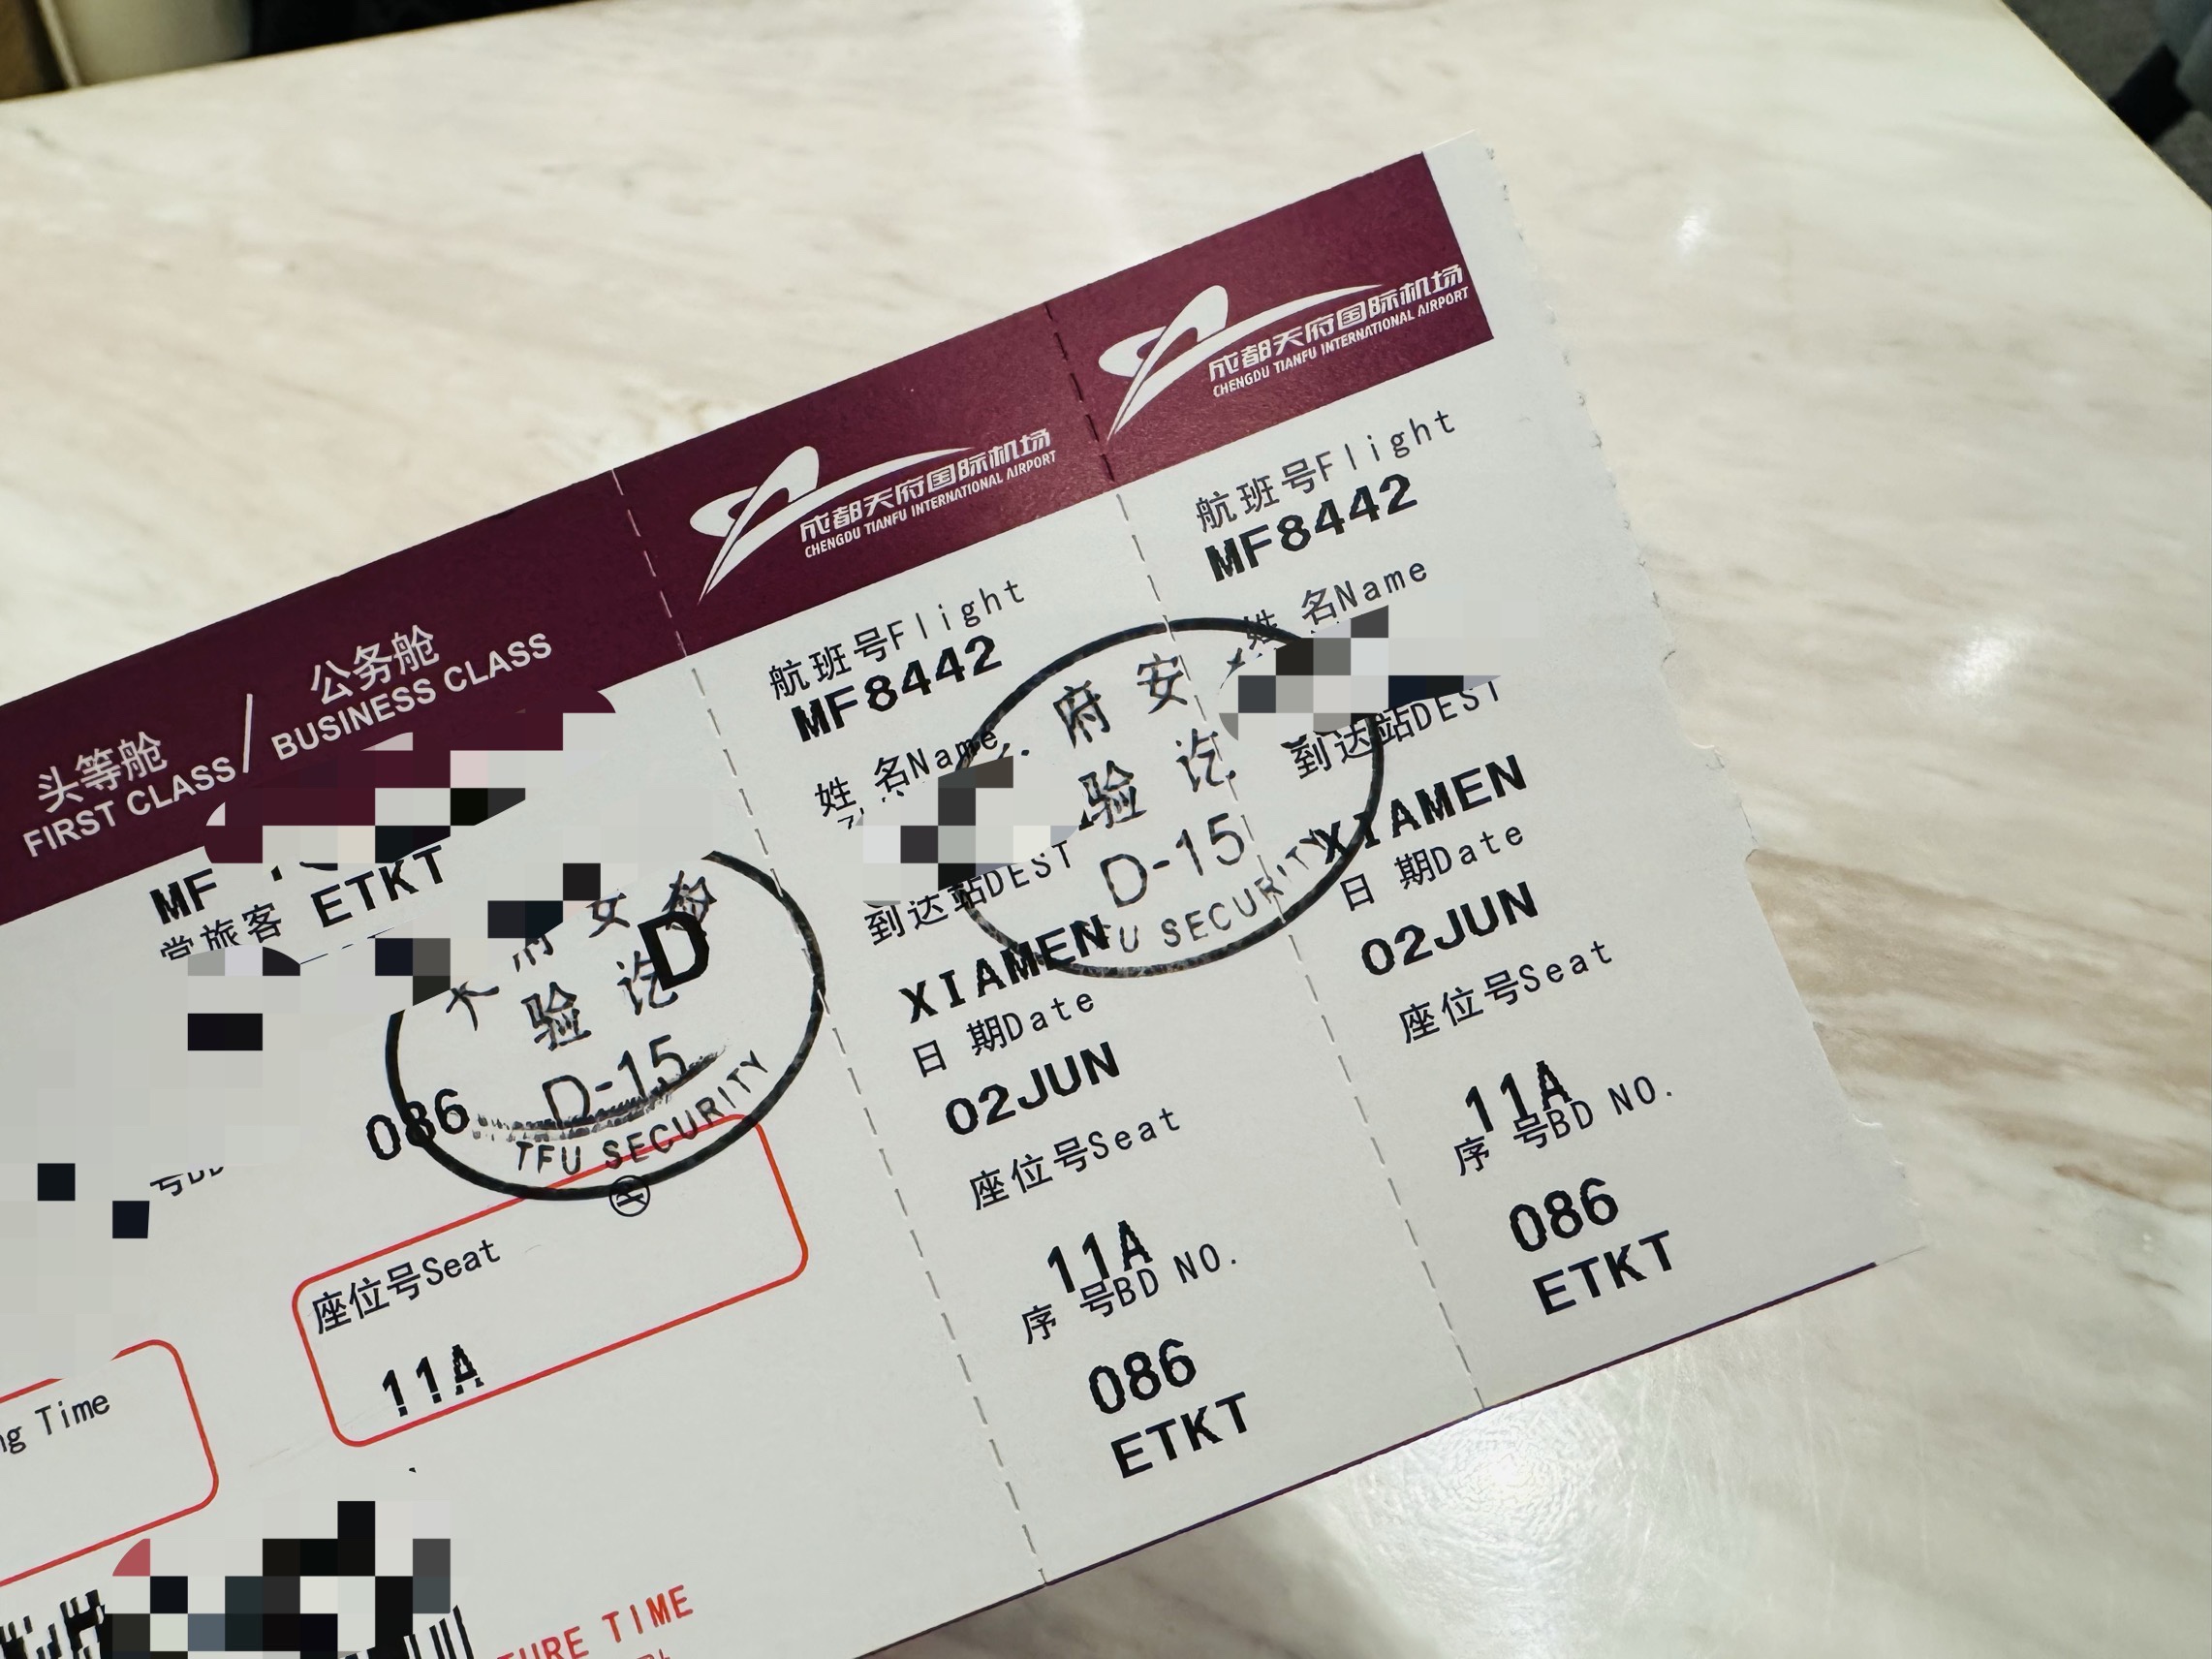 头等舱 / 公务舱
FIRST CLASS / BUSINESS CLASS
MF
常旅客 ETKT
安检
D
验讫
D-15
TFU SECURITY
086
座位号Seat
11A
ng Time
TURE TIME
成都天府国际机场
CHENGDU TIANFU INTERNATIONAL AIRPORT
航班号Flight
MF8442
姓 名Name
到达站DEST
XIAMEN
日 期Date
02JUN
座位号Seat
11A
序 号BD NO.
086
ETKT
府安
验讫
D-15
FU SECURITY
成都天府国际机场
CHENGDU TIANFU INTERNATIONAL AIRPORT
航班号Flight
MF8442
姓 名Name
到达站DEST
XIAMEN
日 期Date
02JUN
座位号Seat
11A
序 号BD NO.
086
ETKT